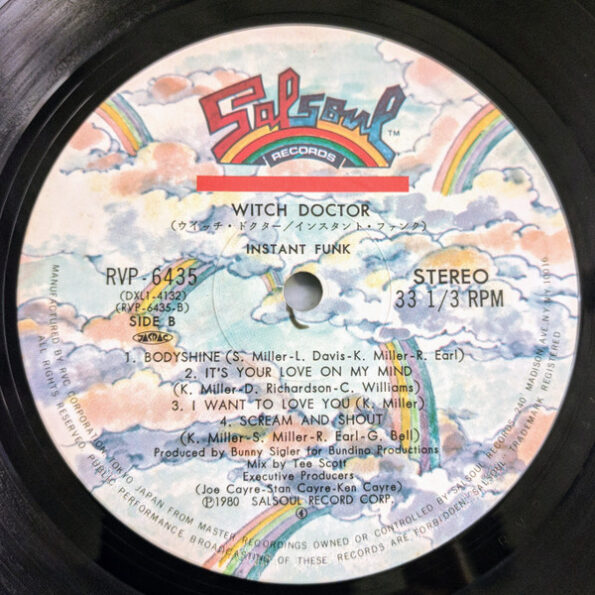 Salsoul TM
RECORDS
WITCH DOCTOR
(ウイッチ・ドクター/インスタント・ファンク)
INSTANT FUNK
RVP-6435
(DXL1-4132)
(RVP-6435-B)
SIDE B
JASRAC
STEREO
33 1/3 RPM
1. BODYSHINE (S. Miller-L. Davis-K. Miller-R. Earl)
2. IT'S YOUR LOVE ON MY MIND
(K. Miller-D. Richardson-C. Williams)
3. I WANT TO LOVE YOU (K. Miller)
4. SCREAM AND SHOUT
(K. Miller-S. Miller-R. Earl-G. Bell)
Produced by Bunny Sigler for Bundino Productions
Mix by Tee Scott
Executive Producers
(Joe Cayre-Stan Cayre-Ken Cayre)
Ⓟ1980 SALSOUL RECORD CORP.
4
MANUFACTURED BY RVC CORPORATION, TOKYO JAPAN FROM MASTER RECORDINGS OWNED OR CONTROLLED BY SALSOUL RECORDS-240 MADISON AVE NY. NY. 10016
ALL RIGHTS RESERVED PUBLIC PERFORMANCE BROADCASTING OF THESE RECORDS ARE FORBIDDEN. SALSOUL TRADEMARK REGISTERED